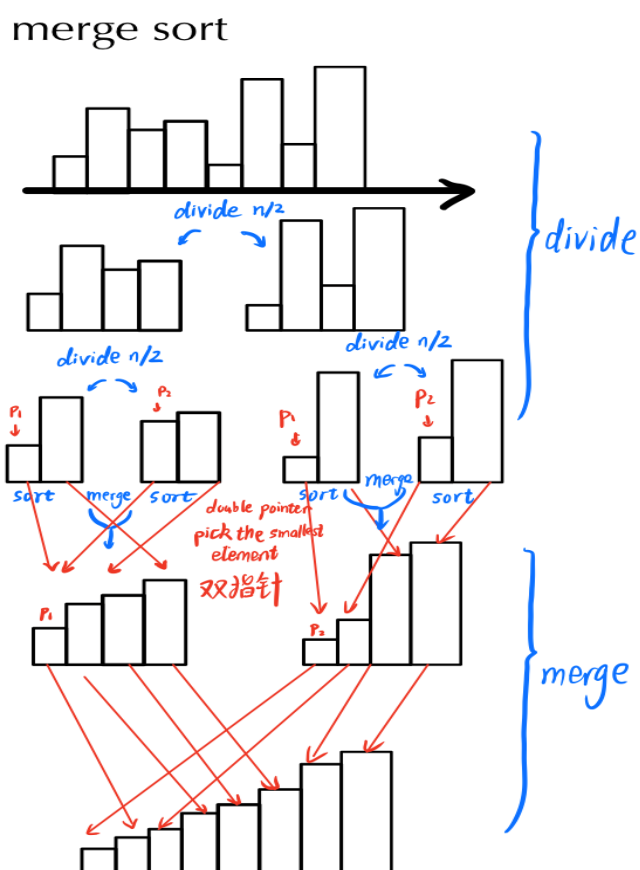 merge sort
divide n/2
divide
divide n/2
divide n/2
P1
P2
P1
P2
sort
merge
sort
sort
merge
sort
double pointer
pick the smallest
element
双指针
P1
P2
merge